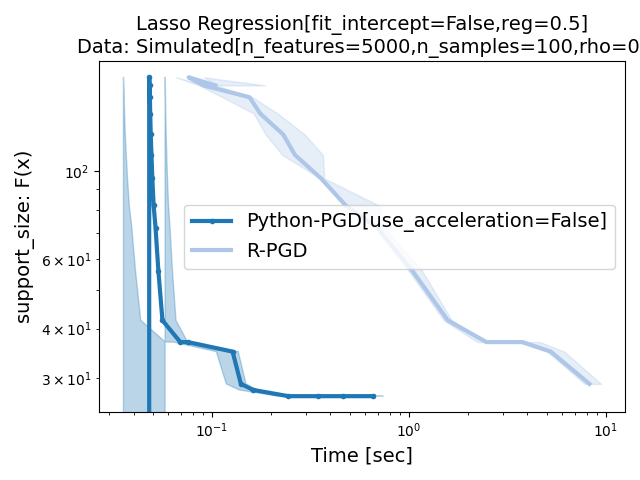 Lasso Regression[fit_intercept=False,reg=0.5]
Data: Simulated[n_features=5000,n_samples=100,rho=0
support_size: F(x)
10²
6 × 10¹
4 × 10¹
3 × 10¹
Python-PGD[use_acceleration=False]
R-PGD
10⁻¹ 10⁰ 10¹
Time [sec]